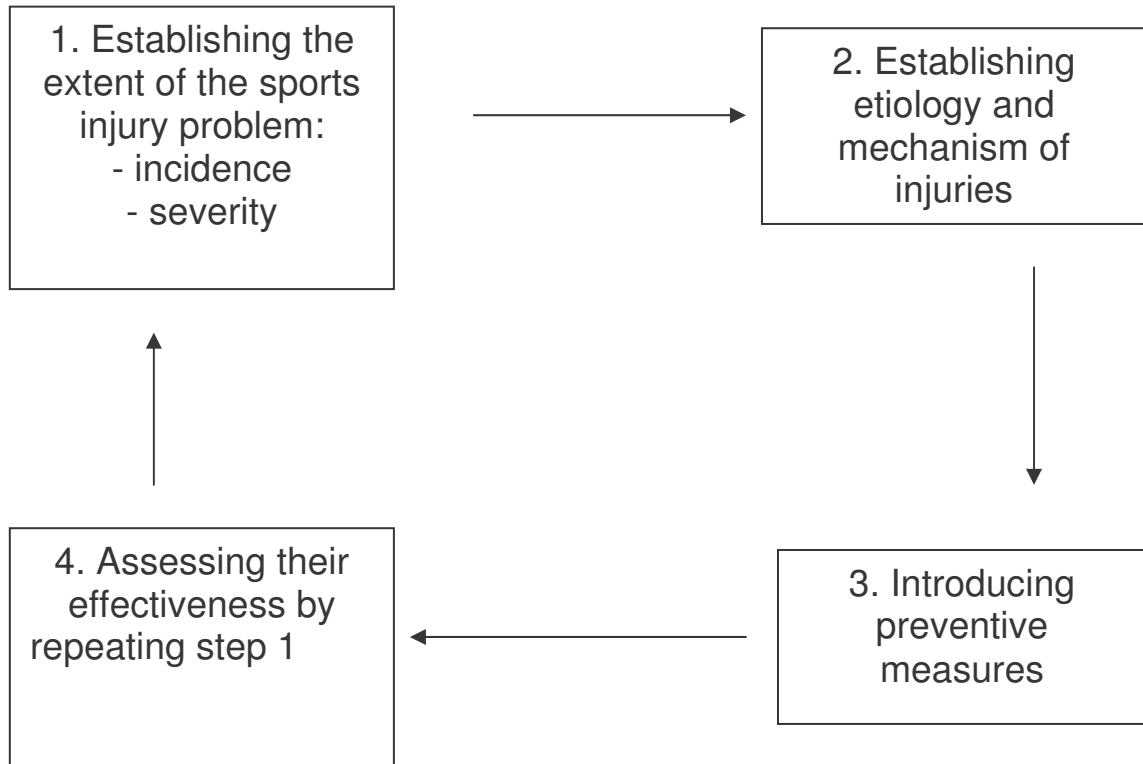 1. Establishing the
extent of the sports
injury problem:
- incidence
- severity
2. Establishing
etiology and
mechanism of
injuries
3. Introducing
preventive
measures
4. Assessing their
effectiveness by
repeating step 1